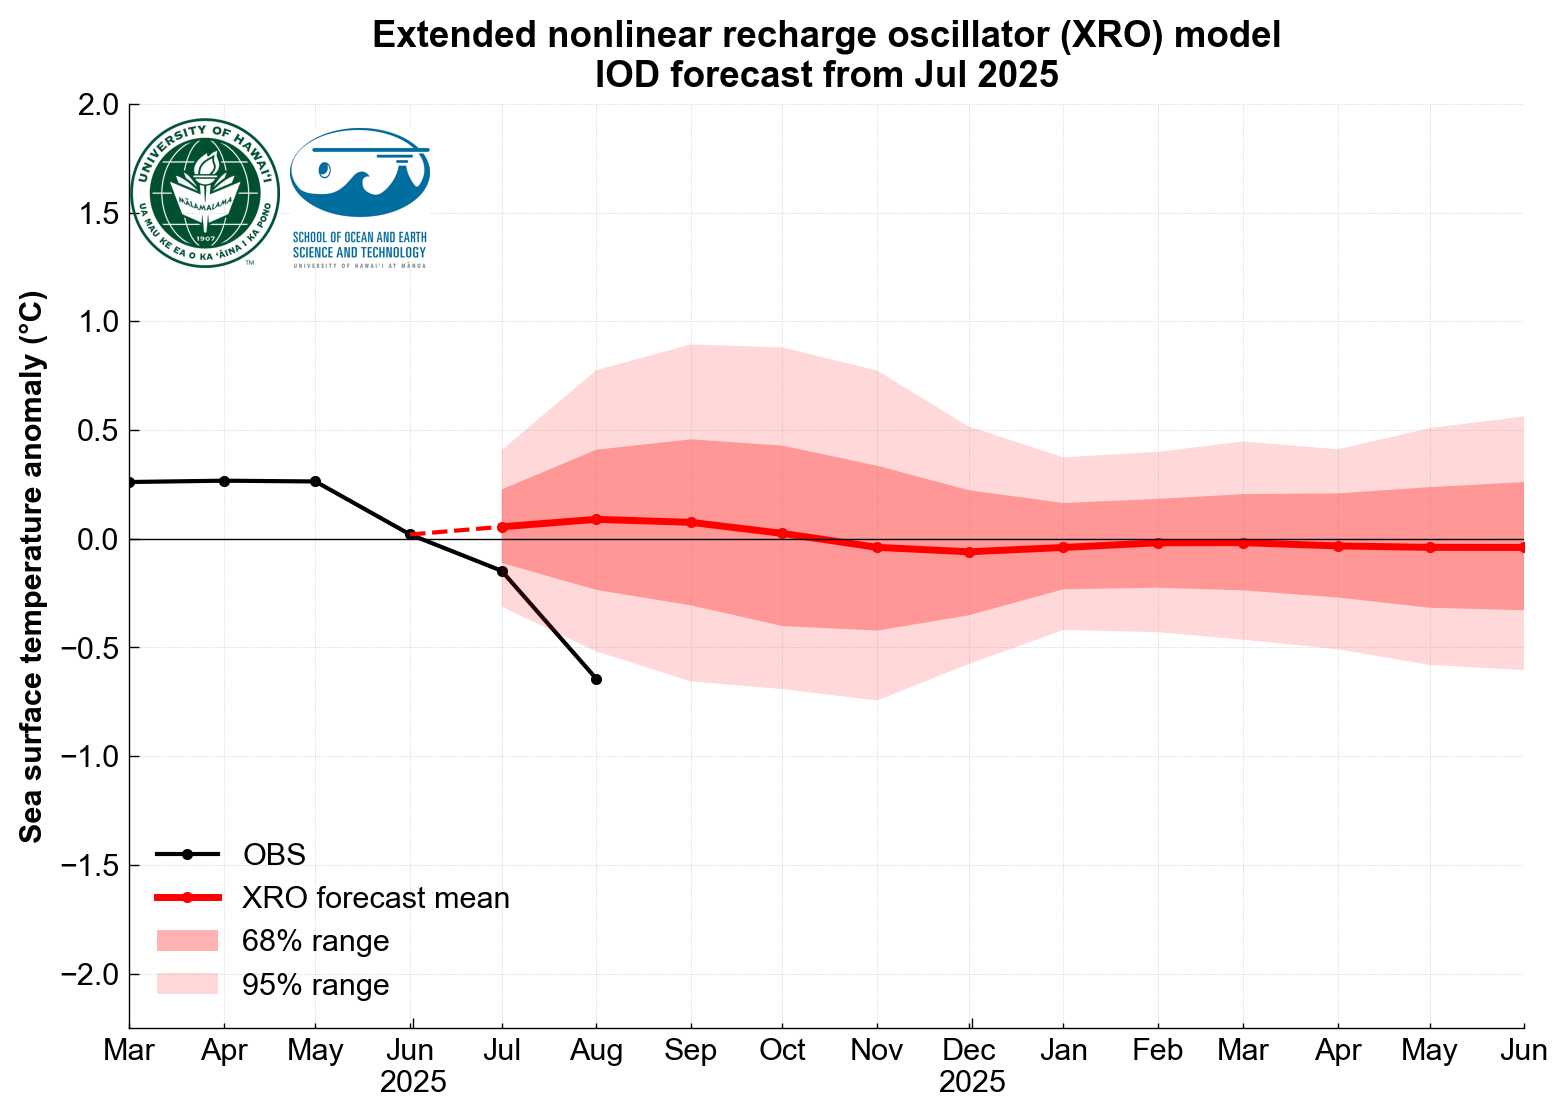 Extended nonlinear recharge oscillator (XRO) model
IOD forecast from Jul 2025
Sea surface temperature anomaly (°C)
2.0
1.5
1.0
0.5
0.0
−0.5
−1.0
−1.5
−2.0
UNIVERSITY OF HAWAIʻI
UA MAU KE EA O KA ʻĀINA I KA PONO
MĀLAMALAMA
1907
TM
SCHOOL OF OCEAN AND EARTH
SCIENCE AND TECHNOLOGY
UNIVERSITY OF HAWAIʻI AT MĀNOA
OBS
XRO forecast mean
68% range
95% range
Mar Apr May Jun Jul Aug Sep Oct Nov Dec Jan Feb Mar Apr May Jun
2025 2025